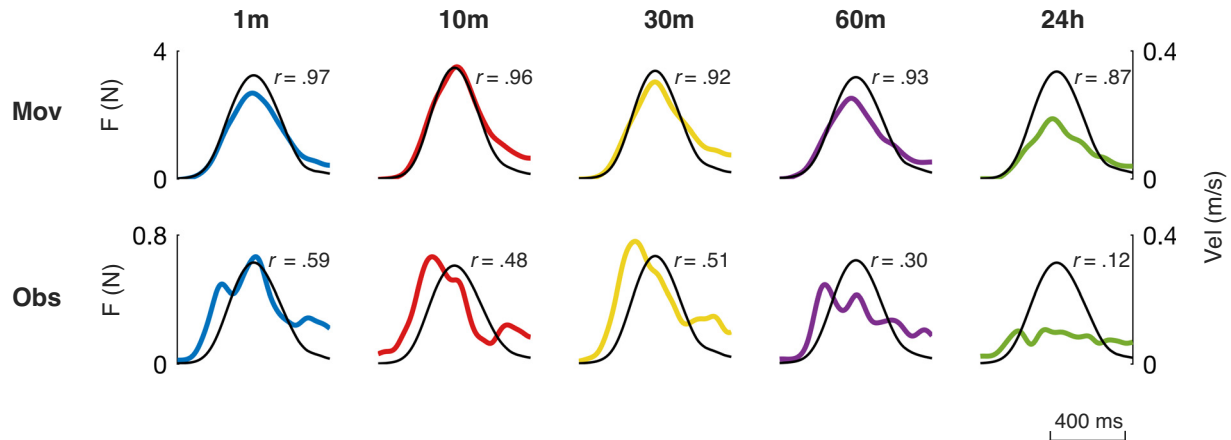 1m 10m 30m 60m 24h
Mov
F (N)
4
0
r = .97
r = .96
r = .92
r = .93
r = .87
0.4
0
Obs
F (N)
0.8
0
r = .59
r = .48
r = .51
r = .30
r = .12
0.4
0
Vel (m/s)
400 ms